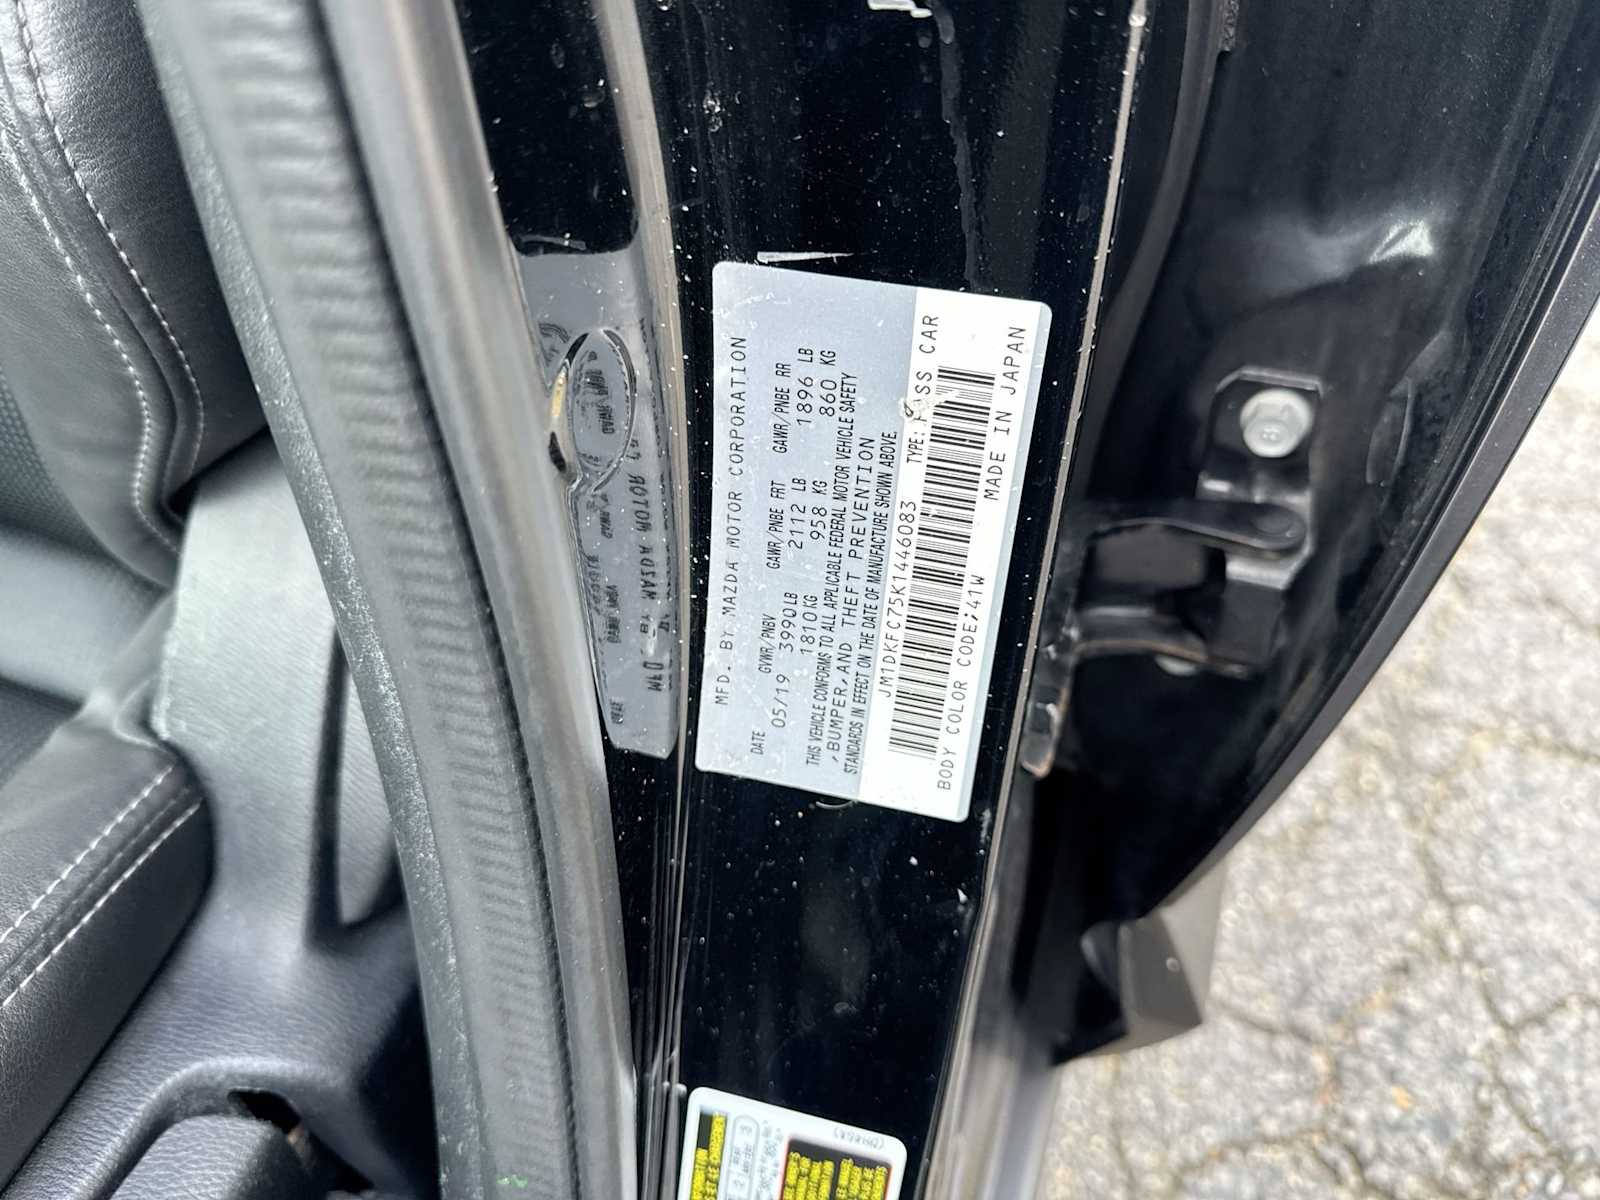 MFD. BY MAZDA MOTOR CORPORATION
DATE GVWR/PNBV GAWR/PNBE FRT GAWR/PNBE RR
05/19 3990LB 2112 LB 1896 LB
1810KG 958 KG 860 KG
THIS VEHICLE CONFORMS TO ALL APPLICABLE FEDERAL MOTOR VEHICLE SAFETY
,BUMPER,AND THEFT PREVENTION
STANDARDS IN EFFECT ON THE DATE OF MANUFACTURE SHOWN ABOVE
JM1DKFC75K1446083 TYPE: PASS CAR
BODY COLOR CODE;41W MADE IN JAPAN